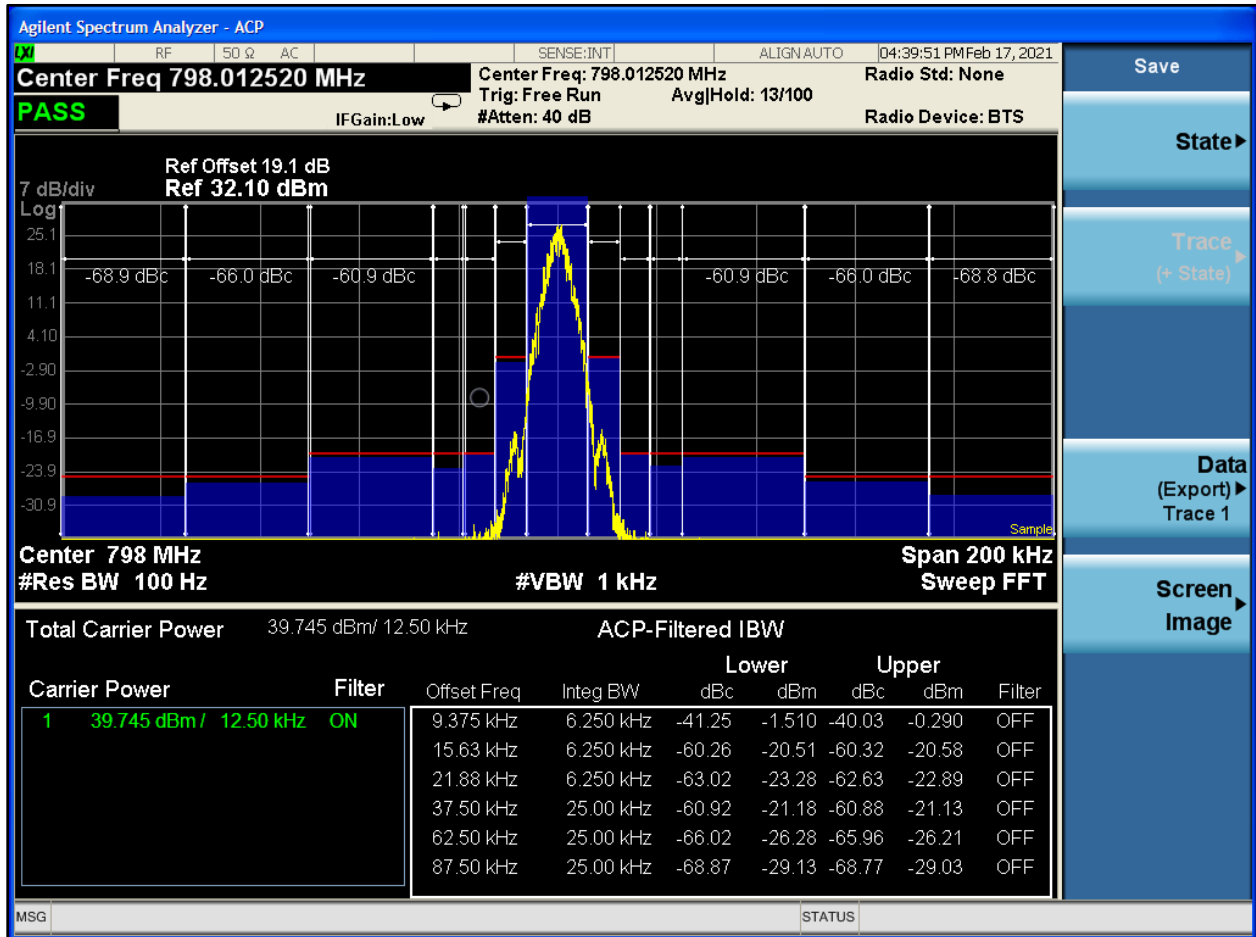 Agilent Spectrum Analyzer - ACP
LXI RF 50 Ω AC SENSE:INT ALIGN AUTO 04:39:51 PM Feb 17, 2021
Center Freq 798.012520 MHz
Center Freq: 798.012520 MHz Radio Std: None
Trig: Free Run Avg|Hold: 13/100
PASS IFGain:Low #Atten: 40 dB Radio Device: BTS
Save
State
Trace
(+ State)
Data
(Export)
Trace 1
Screen
Image
Ref Offset 19.1 dB
7 dB/div Ref 32.10 dBm
Log
25.1
18.1
11.1
4.10
-2.90
-9.90
-16.9
-23.9
-30.9
-68.9 dBc -66.0 dBc -60.9 dBc -60.9 dBc -66.0 dBc -68.8 dBc
Sample
Center 798 MHz Span 200 kHz
#Res BW 100 Hz #VBW 1 kHz Sweep FFT
Total Carrier Power 39.745 dBm/ 12.50 kHz ACP-Filtered IBW
Lower Upper
Carrier Power Filter Offset Freq Integ BW dBc dBm dBc dBm Filter
1 39.745 dBm / 12.50 kHz ON 9.375 kHz 6.250 kHz -41.25 -1.510 -40.03 -0.290 OFF
15.63 kHz 6.250 kHz -60.26 -20.51 -60.32 -20.58 OFF
21.88 kHz 6.250 kHz -63.02 -23.28 -62.63 -22.89 OFF
37.50 kHz 25.00 kHz -60.92 -21.18 -60.88 -21.13 OFF
62.50 kHz 25.00 kHz -66.02 -26.28 -65.96 -26.21 OFF
87.50 kHz 25.00 kHz -68.87 -29.13 -68.77 -29.03 OFF
MSG STATUS